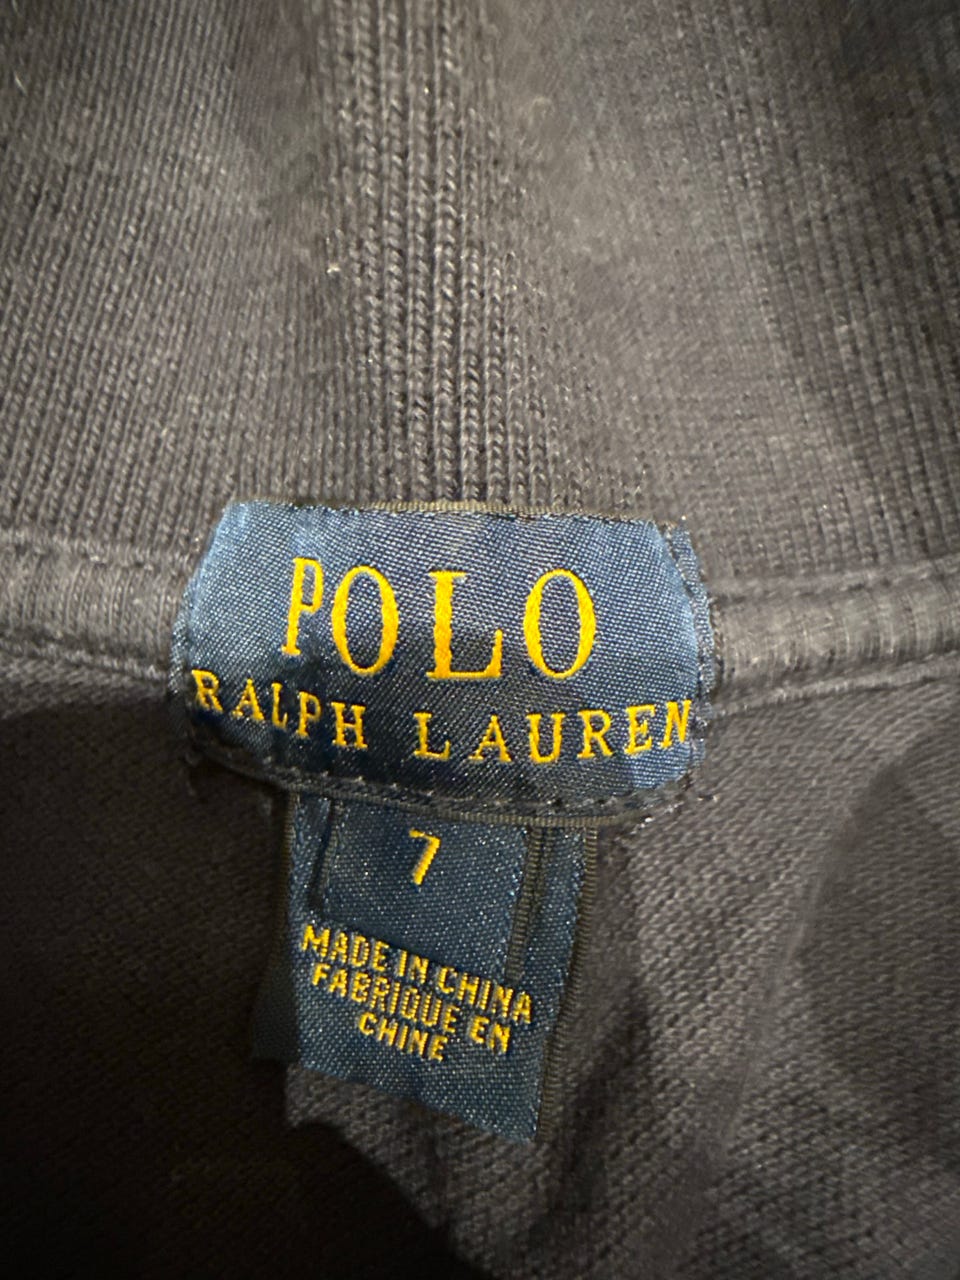 POLO
RALPH LAUREN
7
MADE IN CHINA
FABRIQUE EN
CHINE